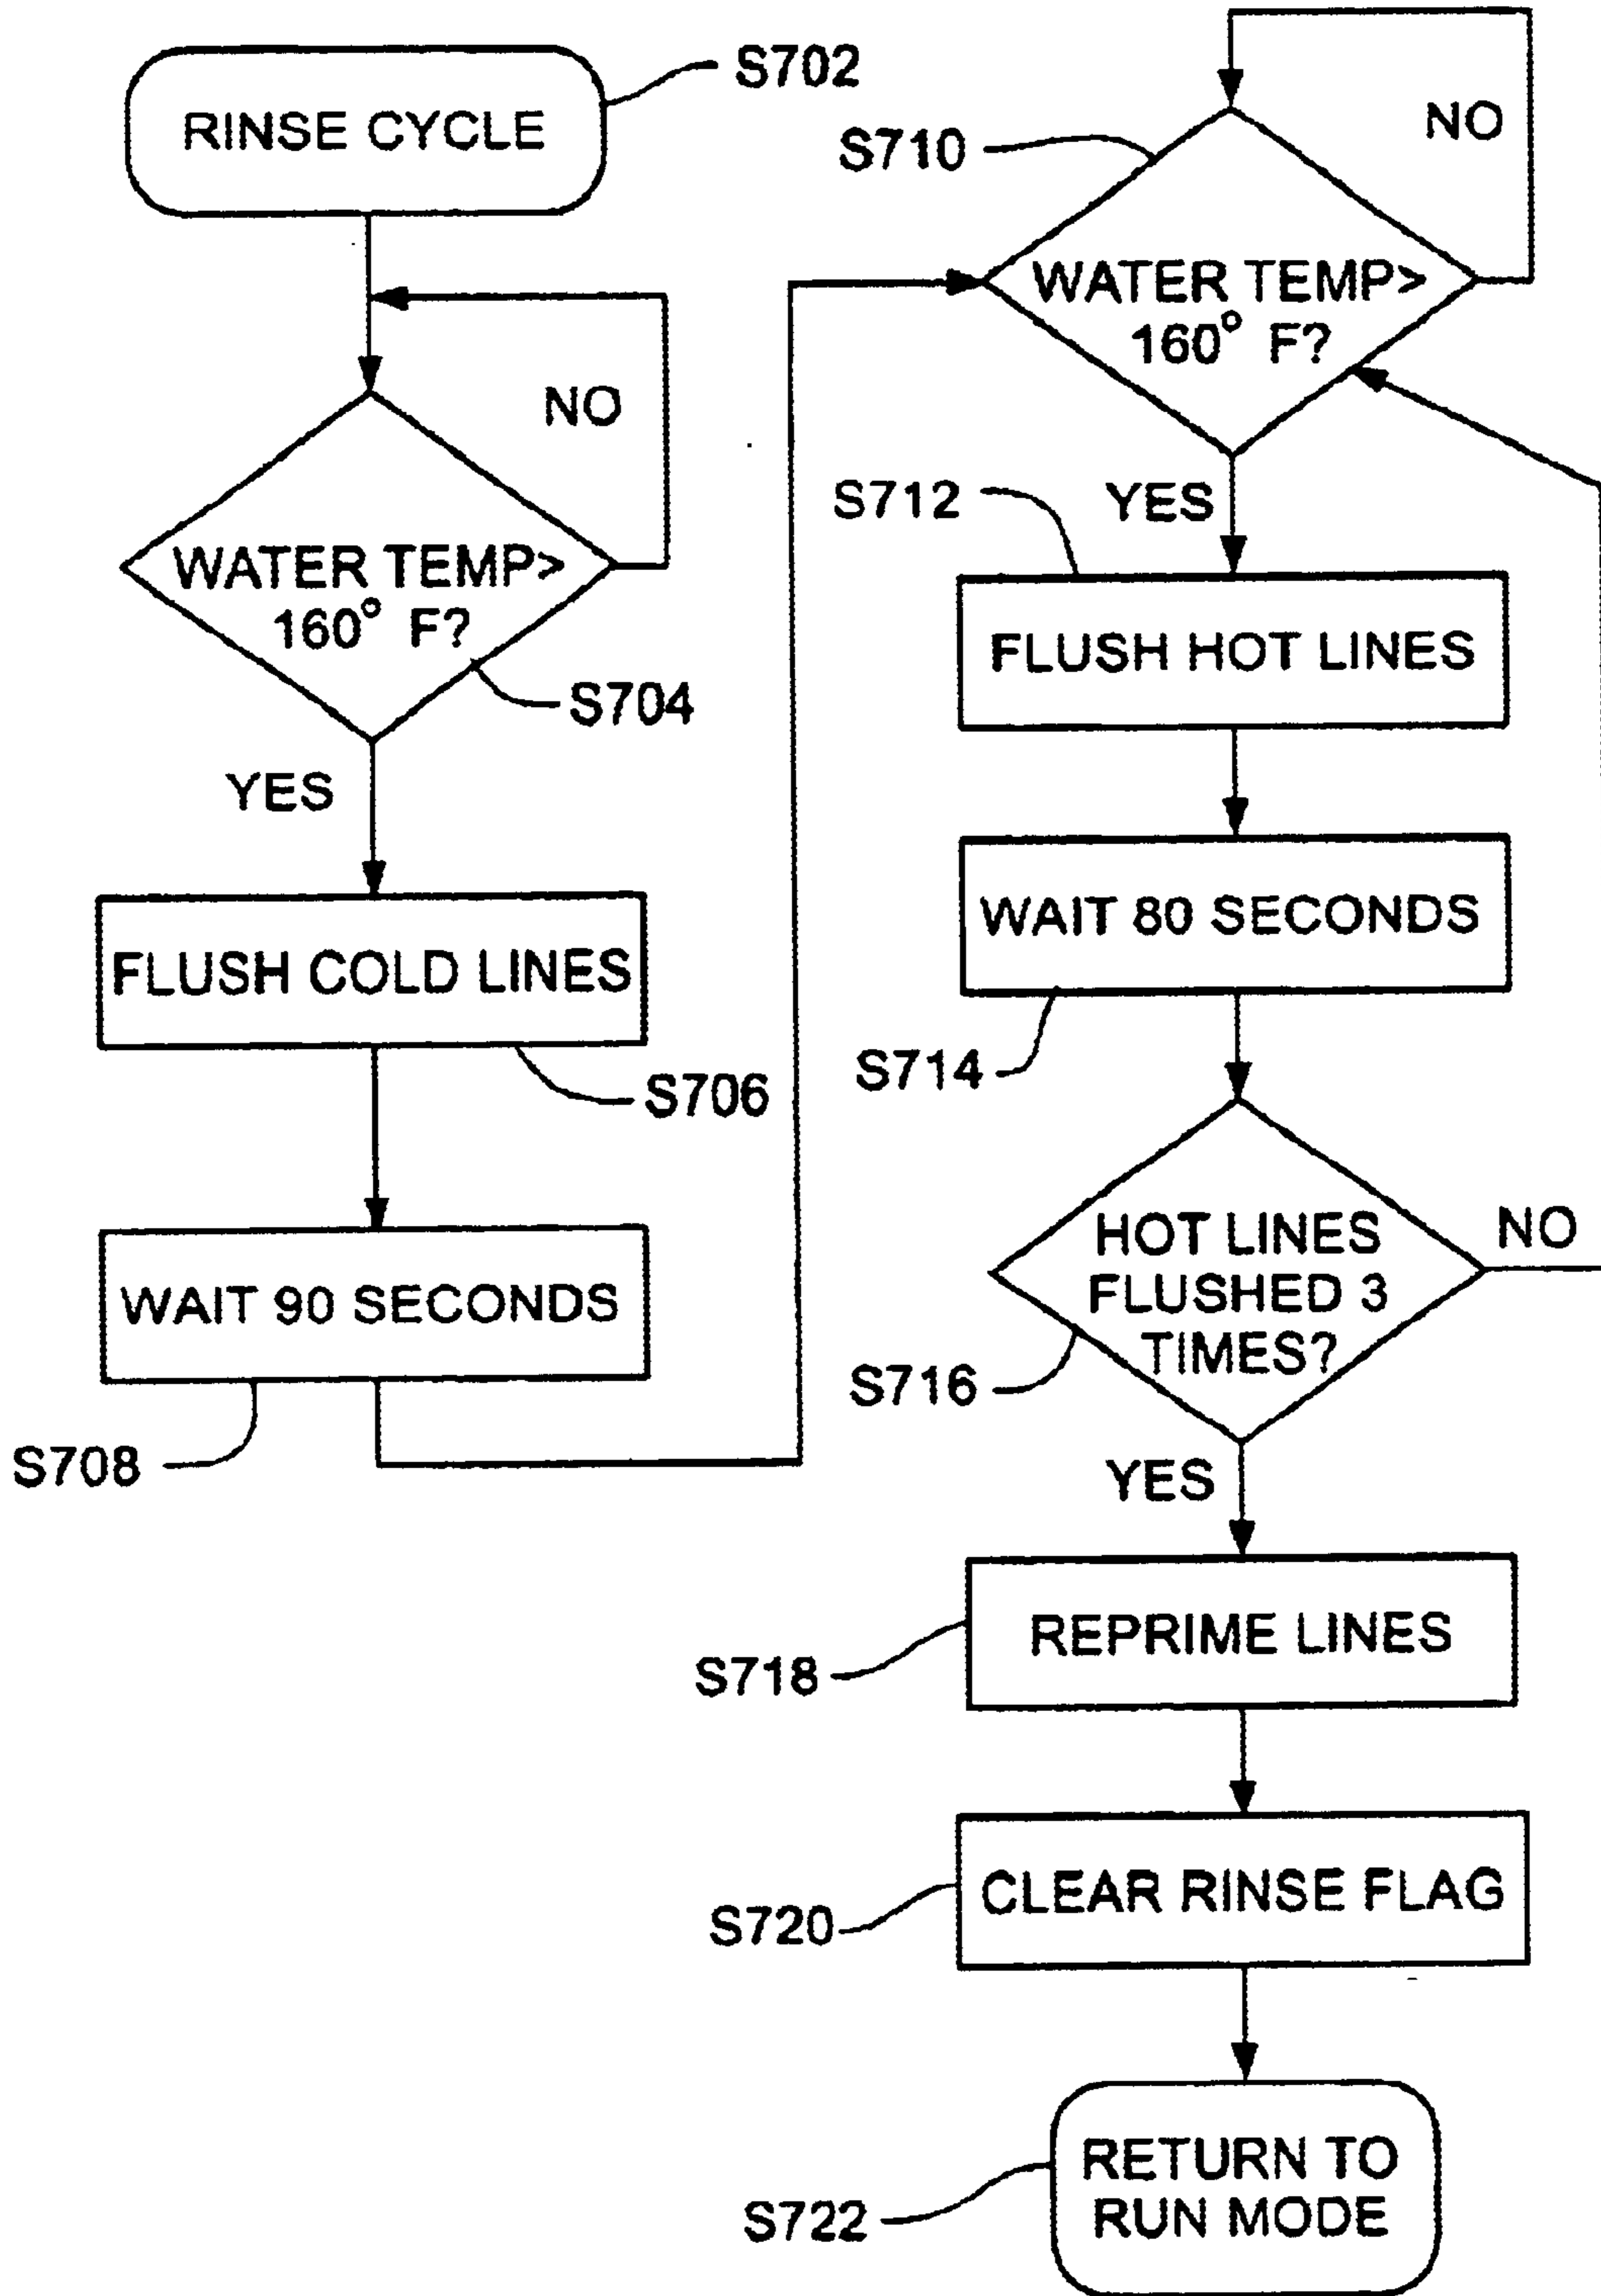 RINSE CYCLE
S702
NO
WATER TEMP>
160° F?
S704
YES
FLUSH COLD LINES
S706
WAIT 90 SECONDS
S708
NO
S710
WATER TEMP>
160° F?
S712
YES
FLUSH HOT LINES
WAIT 80 SECONDS
S714
HOT LINES
FLUSHED 3
TIMES?
NO
S716
YES
REPRIME LINES
S718
CLEAR RINSE FLAG
S720
RETURN TO
RUN MODE
S722